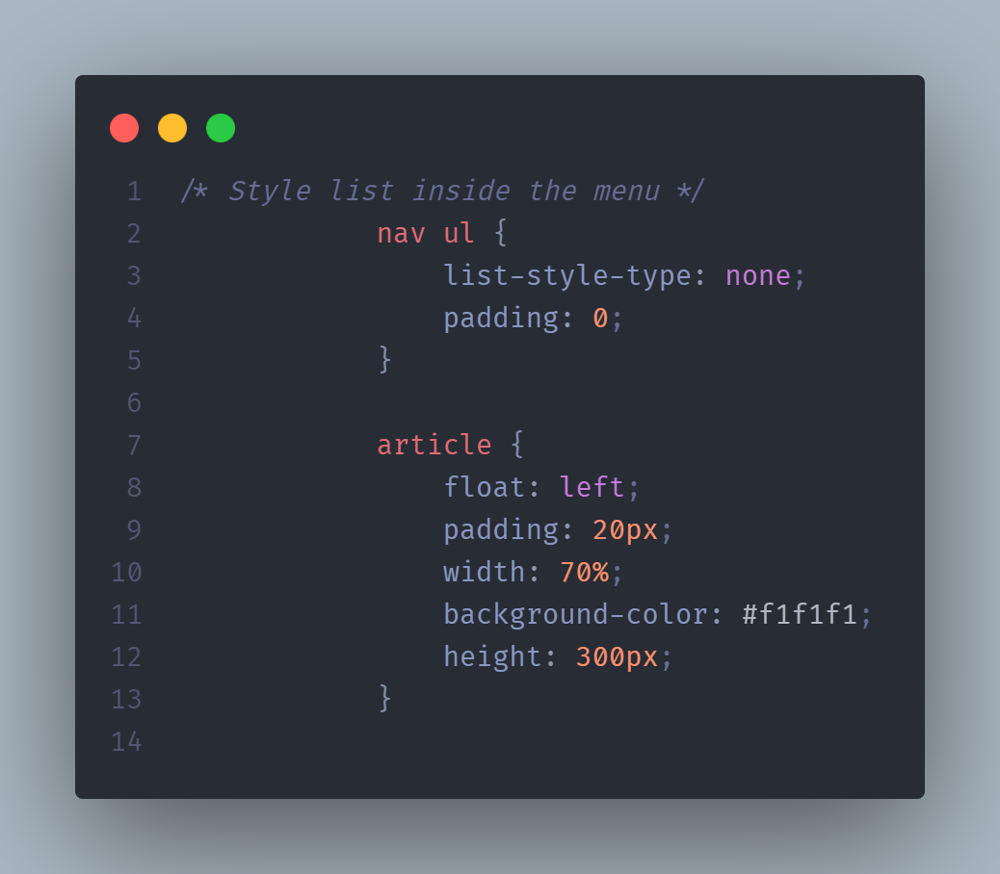 1 /* Style list inside the menu */
2             nav ul {
3                 list-style-type: none;
4                 padding: 0;
5             }
6
7             article {
8                 float: left;
9                 padding: 20px;
10                 width: 70%;
11                 background-color: #f1f1f1;
12                 height: 300px;
13             }
14